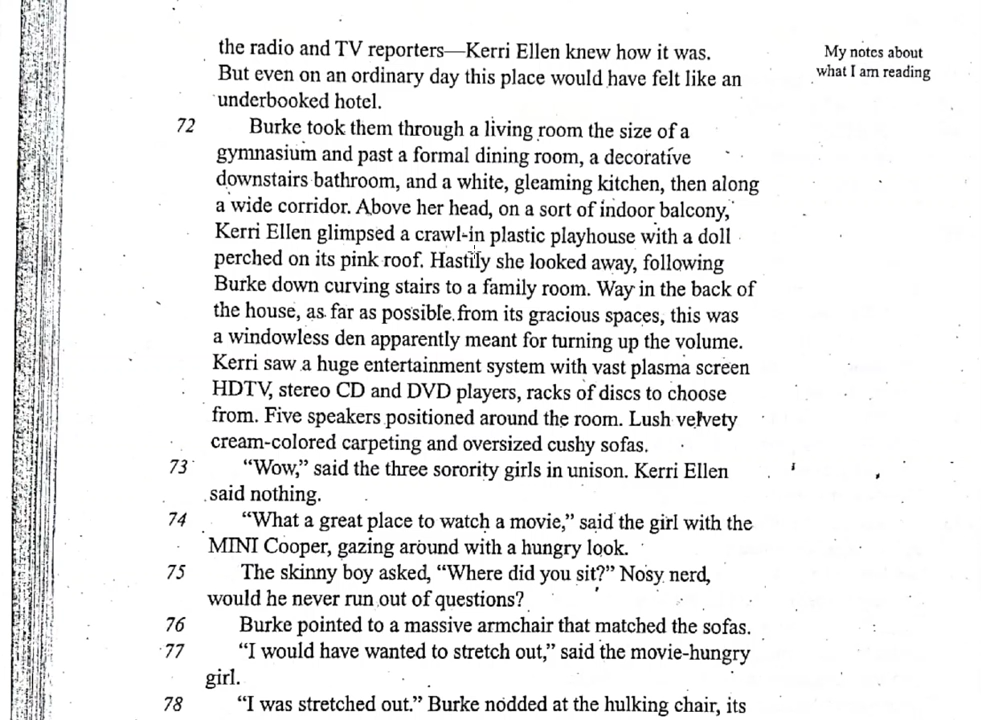 the radio and TV reporters—Kerri Ellen knew how it was.
But even on an ordinary day this place would have felt like an
underbooked hotel.
My notes about
what I am reading
72 Burke took them through a living room the size of a
gymnasium and past a formal dining room, a decorative
downstairs bathroom, and a white, gleaming kitchen, then along
a wide corridor. Above her head, on a sort of indoor balcony,
Kerri Ellen glimpsed a crawl-in plastic playhouse with a doll
perched on its pink roof. Hastily she looked away, following
Burke down curving stairs to a family room. Way in the back of
the house, as far as possible from its gracious spaces, this was
a windowless den apparently meant for turning up the volume.
Kerri saw a huge entertainment system with vast plasma screen
HDTV, stereo CD and DVD players, racks of discs to choose
from. Five speakers positioned around the room. Lush velvety
cream-colored carpeting and oversized cushy sofas.
73 “Wow,” said the three sorority girls in unison. Kerri Ellen
said nothing.
74 “What a great place to watch a movie,” said the girl with the
MINI Cooper, gazing around with a hungry look.
75 The skinny boy asked, “Where did you sit?” Nosy nerd,
would he never run out of questions?
76 Burke pointed to a massive armchair that matched the sofas.
77 “I would have wanted to stretch out,” said the movie-hungry
girl.
78 “I was stretched out.” Burke nodded at the hulking chair, its